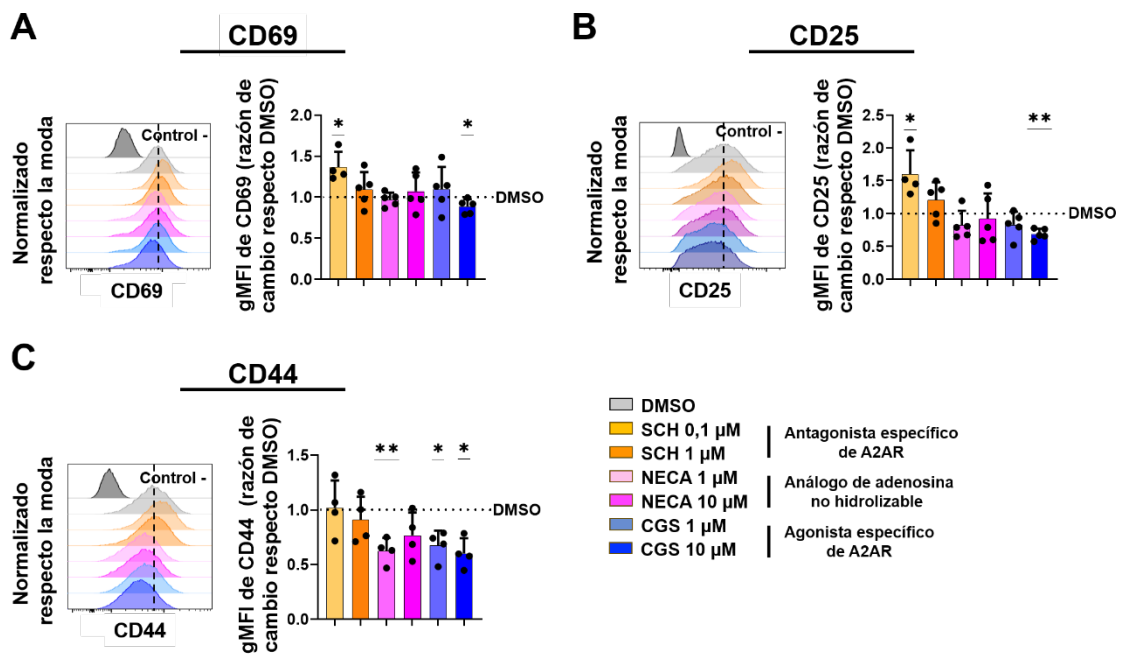 A
CD69
Normalizado
respecto la moda
Control -
CD69
gMFI de CD69 (razón de
cambio respecto DMSO)
2.0
1.5
1.0
0.5
0.0
*
*
DMSO
B
CD25
Normalizado
respecto la moda
Control -
CD25
gMFI de CD25 (razón de
cambio respecto DMSO)
2.5
2.0
1.5
1.0
0.5
0.0
*
**
DMSO
C
CD44
Normalizado
respecto la moda
Control -
CD44
gMFI de CD44 (razón de
cambio respecto DMSO)
1.5
1.0
0.5
0.0
**
*
*
DMSO
DMSO
SCH 0,1 µM
SCH 1 µM
NECA 1 µM
NECA 10 µM
CGS 1 µM
CGS 10 µM
Antagonista específico
de A2AR
Análogo de adenosina
no hidrolizable
Agonista específico
de A2AR